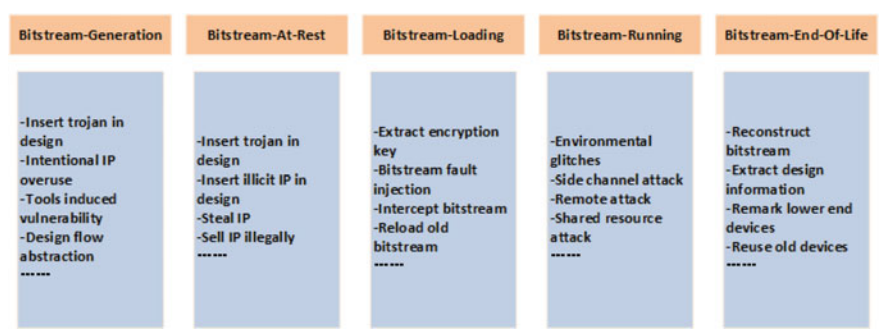 Bitstream-Generation
-Insert trojan in
design
-Intentional IP
overuse
-Tools induced
vulnerability
-Design flow
abstraction
------
Bitstream-At-Rest
-Insert trojan in
design
-Insert illicit IP in
design
-Steal IP
-Sell IP illegally
------
Bitstream-Loading
-Extract encryption
key
-Bitstream fault
injection
-Intercept bitstream
-Reload old
bitstream
------
Bitstream-Running
-Environmental
glitches
-Side channel attack
-Remote attack
-Shared resource
attack
------
Bitstream-End-Of-Life
-Reconstruct
bitstream
-Extract design
information
-Remark lower end
devices
-Reuse old devices
------